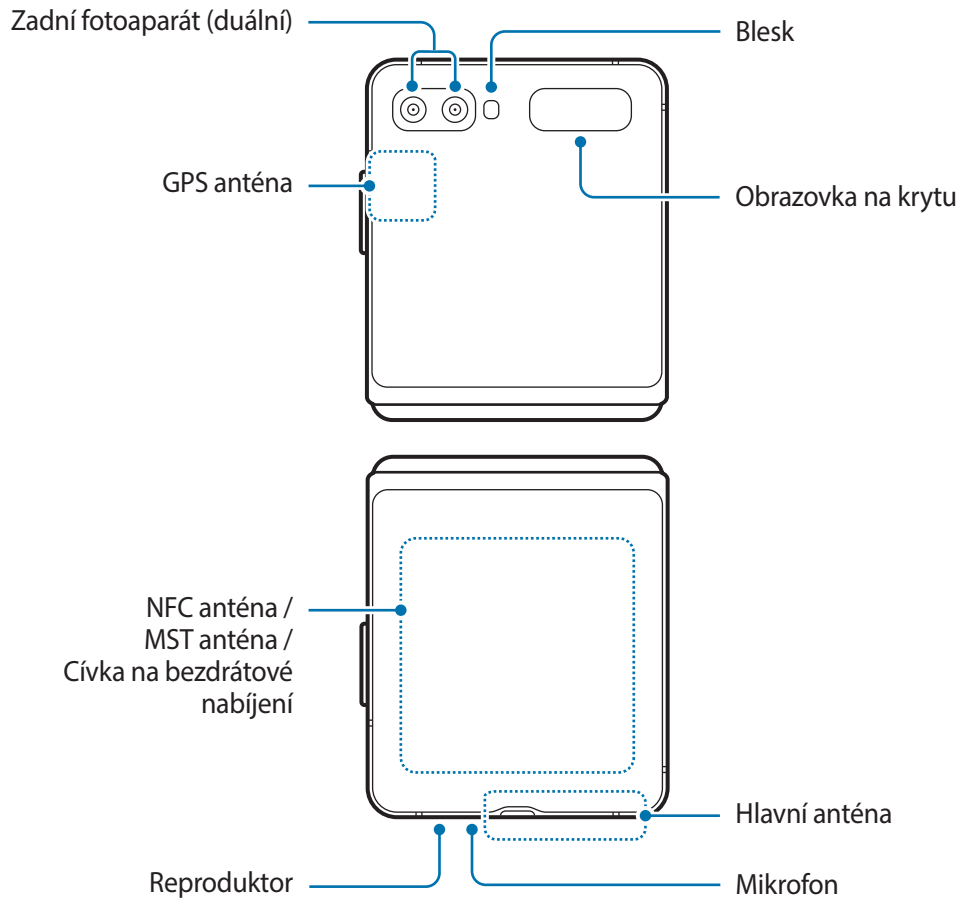 Zadní fotoaparát (duální)
Blesk
GPS anténa
Obrazovka na krytu
NFC anténa /
MST anténa /
Cívka na bezdrátové
nabíjení
Hlavní anténa
Reproduktor
Mikrofon